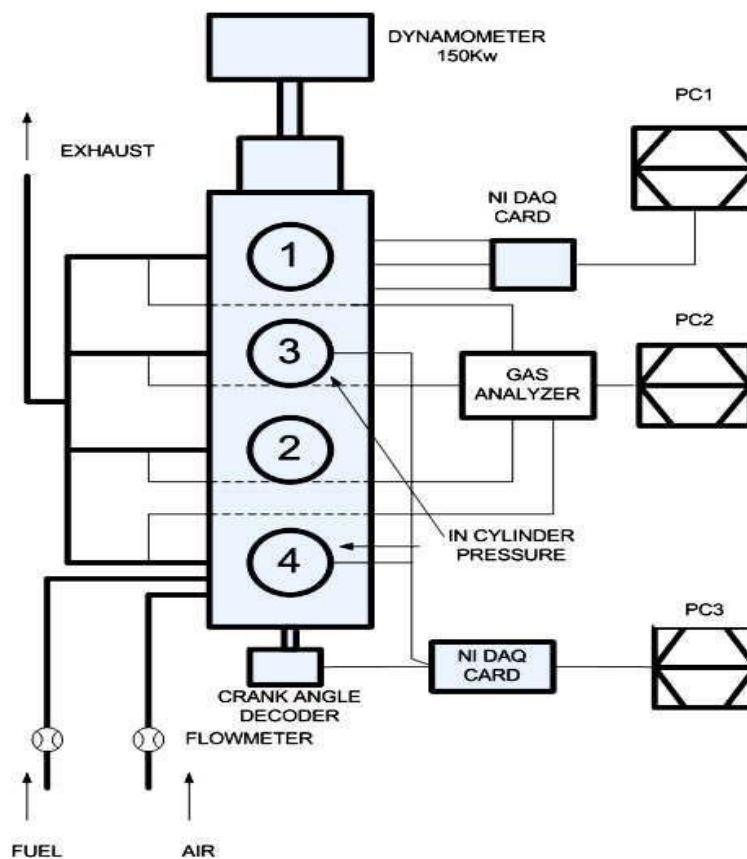 DYNAMOMETER
150Kw
PC1
EXHAUST
NI DAQ
CARD
1
PC2
3
GAS
ANALYZER
2
IN CYLINDER
PRESSURE
4
PC3
NI DAQ
CARD
CRANK ANGLE
DECODER
FLOWMETER
FUEL
AIR